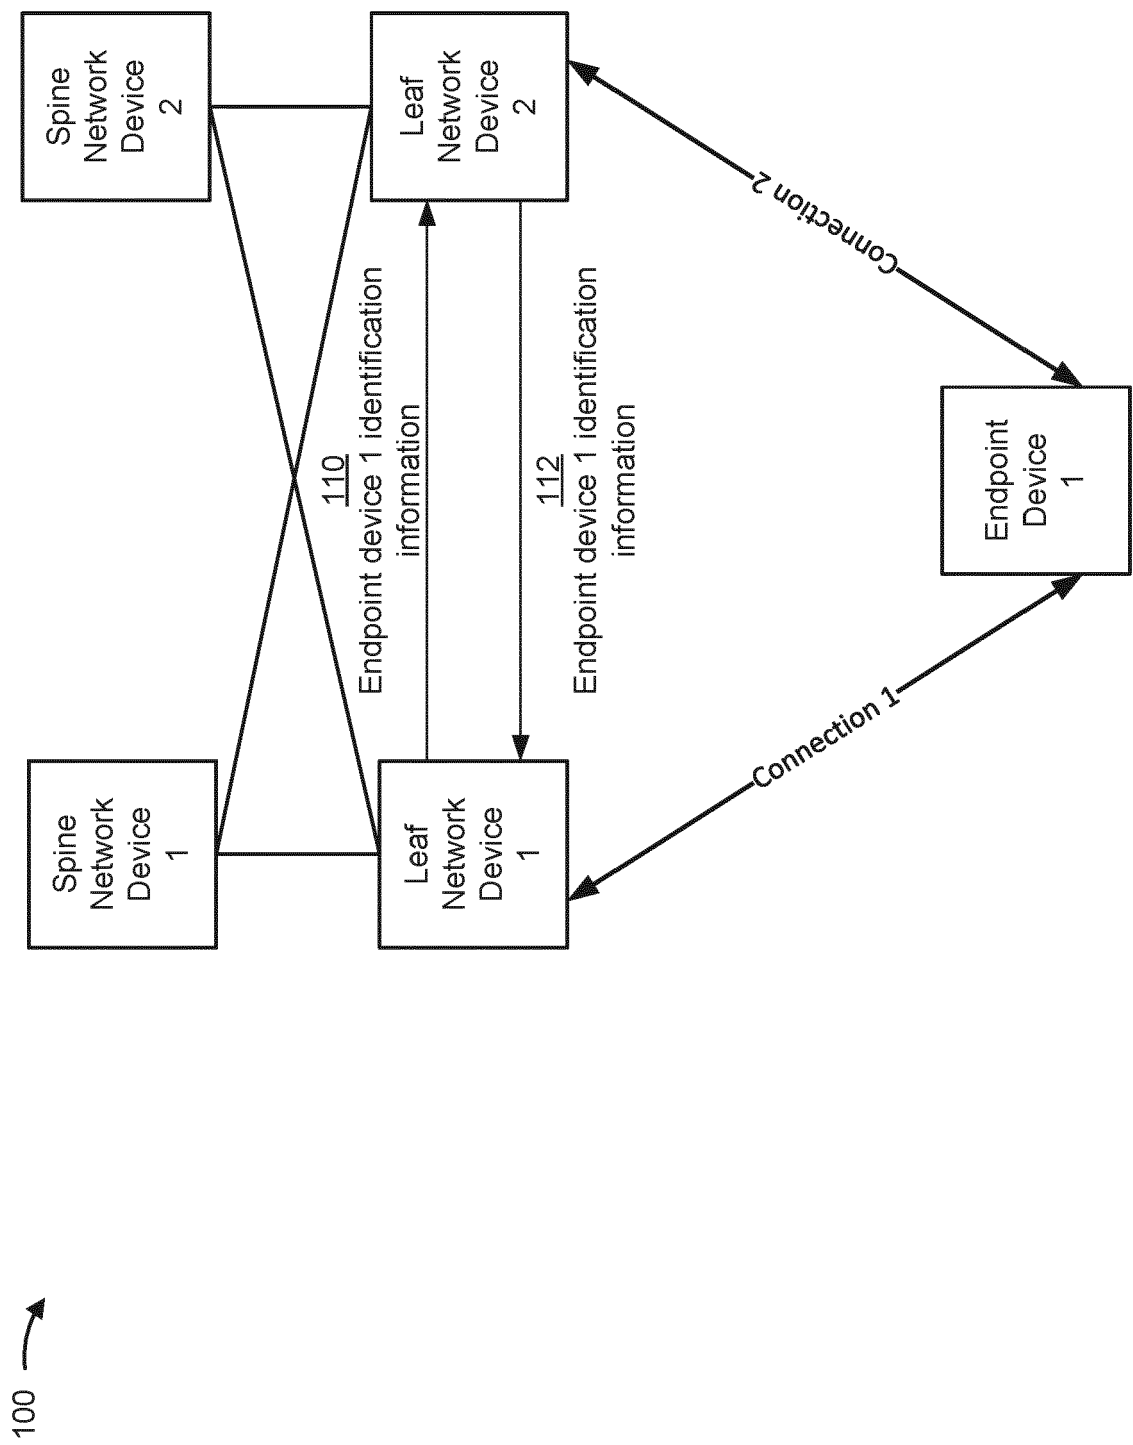 100
Spine
Network
Device
1
Spine
Network
Device
2
Leaf
Network
Device
1
110
Endpoint device 1 identification
information
Leaf
Network
Device
2
112
Endpoint device 1 identification
information
Connection 1
Connection 2
Endpoint
Device
1